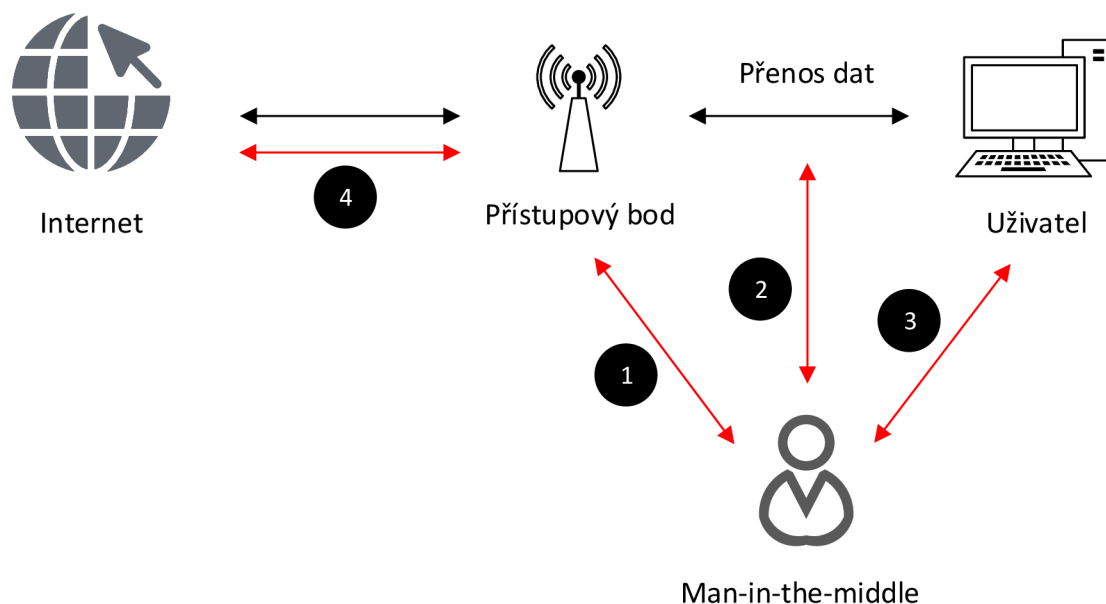 Přenos dat
4
Internet
Přístupový bod
Uživatel
2
3
1
Man-in-the-middle